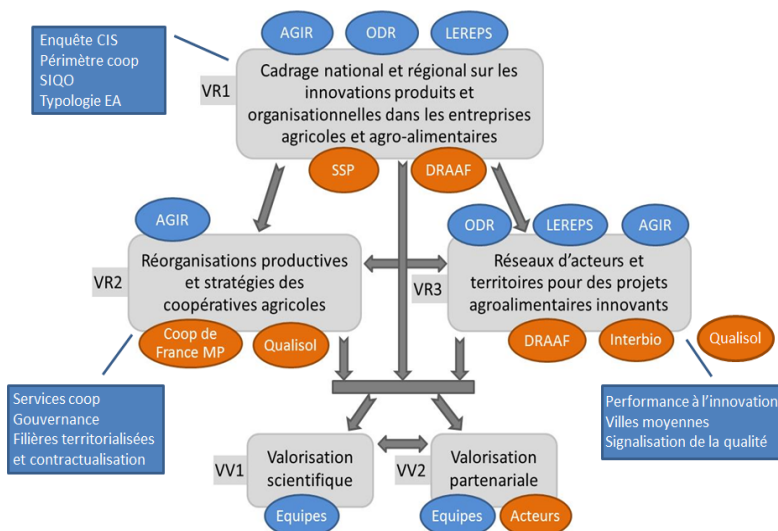 Enquête CIS
Périmètre coop
SIQO
Typologie EA
AGIR
ODR
LEREPS
VR1
Cadrage national et régional sur les
innovations produits et
organisationnelles dans les entreprises
agricoles et agro-alimentaires
SSP
DRAAF
AGIR
VR2
Réorganisations productives
et stratégies des
coopératives agricoles
Coop de
France MP
Qualisol
ODR
LEREPS
AGIR
VR3
Réseaux d'acteurs et
territoires pour des projets
agroalimentaires innovants
DRAAF
Interbio
Qualisol
Services coop
Gouvernance
Filières territorialisées
et contractualisation
Performance à l'innovation
Villes moyennes
Signalisation de la qualité
VV1
Valorisation
scientifique
Equipes
VV2
Valorisation
partenariale
Equipes
Acteurs